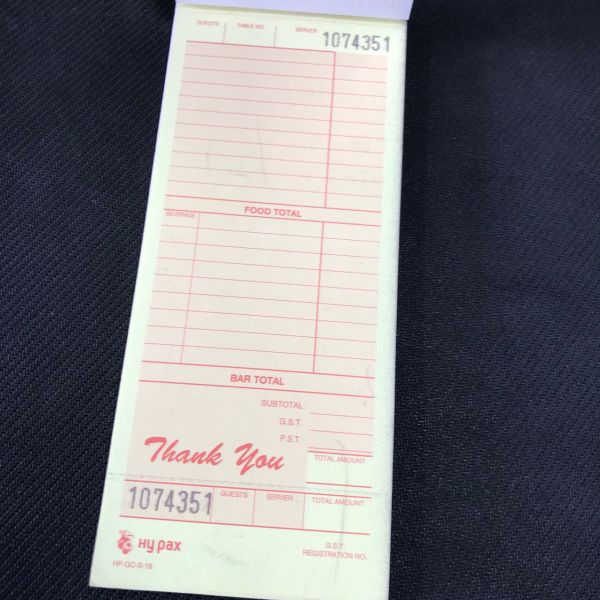 GUESTS TABLE NO. SERVER 1074351
FOOD TOTAL
BEVERAGE
BAR TOTAL
SUBTOTAL
G.S.T.
P.S.T.
Thank You
TOTAL AMOUNT
1074351 GUESTS SERVER TOTAL AMOUNT
Hy pax
G.S.T.
REGISTRATION NO.
HP-GC-S-16